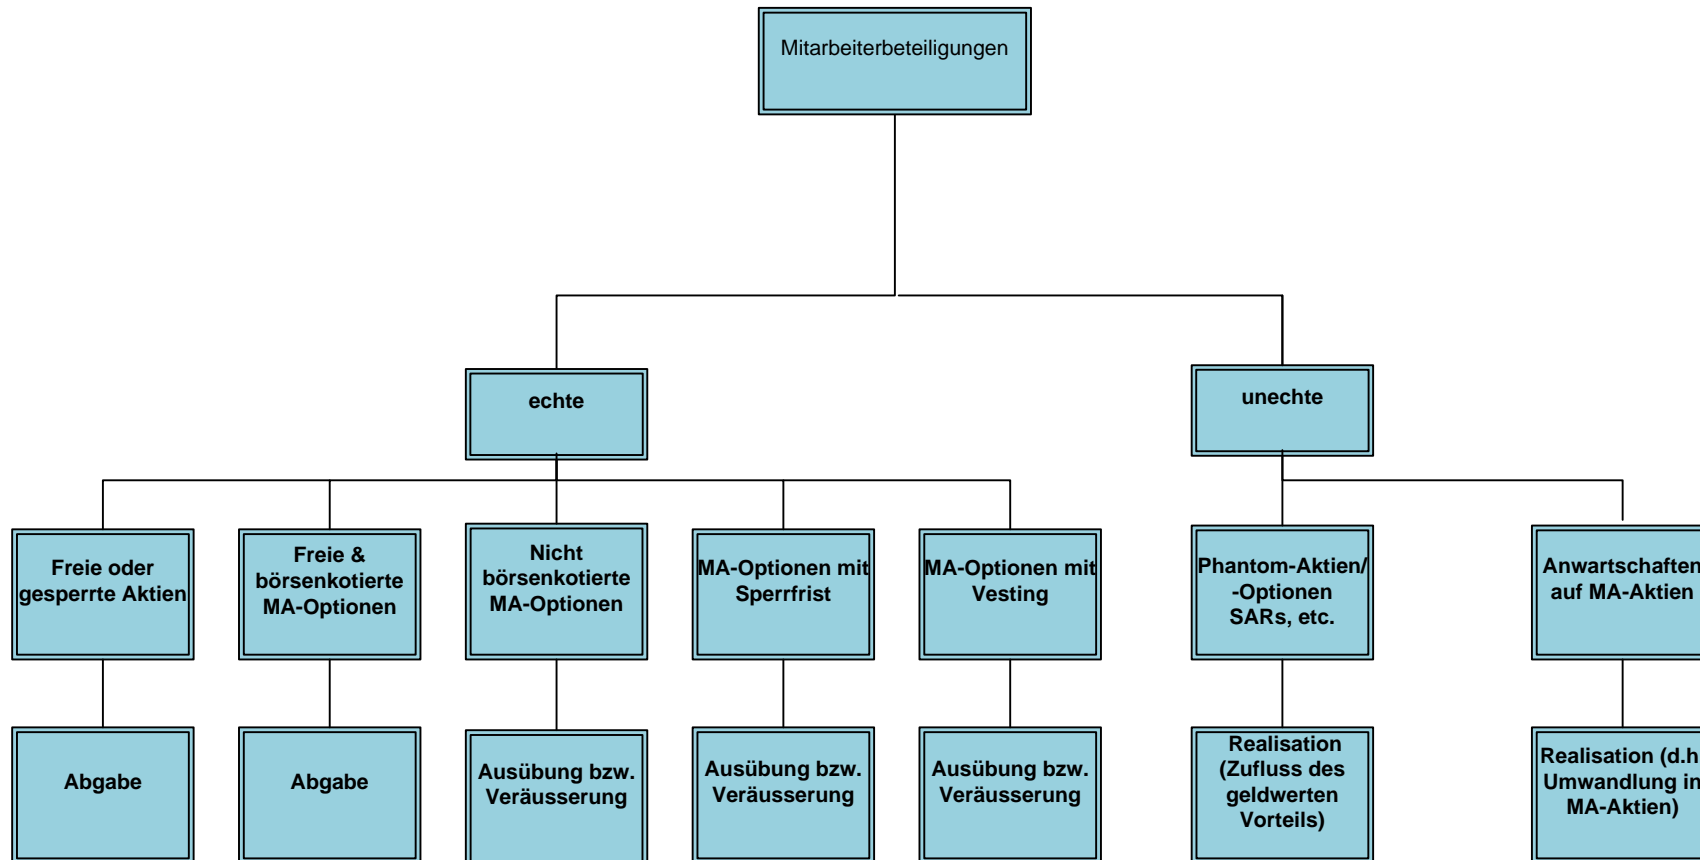 Mitarbeiterbeteiligungen
echte
unechte
Freie oder
gesperrte Aktien
Freie &
börsenkotierte
MA-Optionen
Nicht
börsenkotierte
MA-Optionen
MA-Optionen mit
Sperrfrist
MA-Optionen mit
Vesting
Phantom-Aktien/
-Optionen
SARs, etc.
Anwartschaften
auf MA-Aktien
Abgabe
Abgabe
Ausübung bzw.
Veräusserung
Ausübung bzw.
Veräusserung
Ausübung bzw.
Veräusserung
Realisation
(Zufluss des
geldwerten
Vorteils)
Realisation (d.h.
Umwandlung in
MA-Aktien)